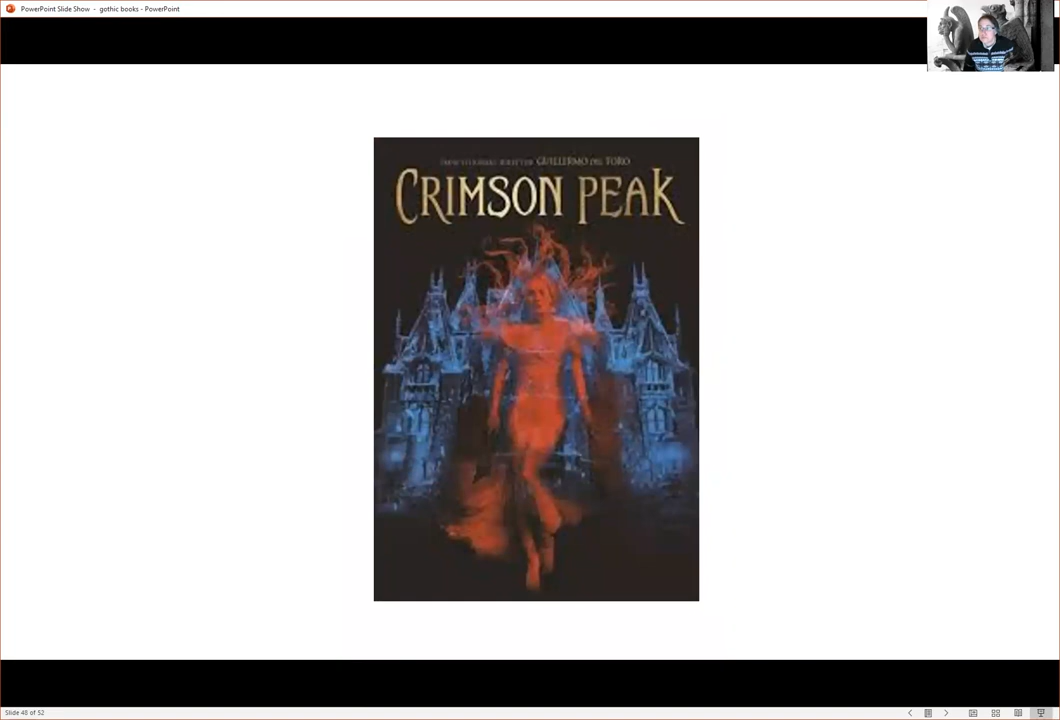 PowerPoint Slide Show - gothic books - PowerPoint
GUILLERMO DEL TORO
CRIMSON PEAK
Slide 48 of 52